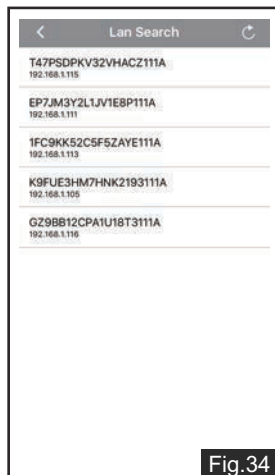 Lan Search
T47PSDPKV32VHACZ111A
192.168.1.115
EP7JM3Y2L1JV1E8P111A
192.168.1.111
1FC9KK52C5F5ZAYE111A
192.168.1.113
K9FUE3HM7HNK2193111A
192.168.1.105
GZ9BB12CPA1U18T3111A
192.168.1.116
Fig.34